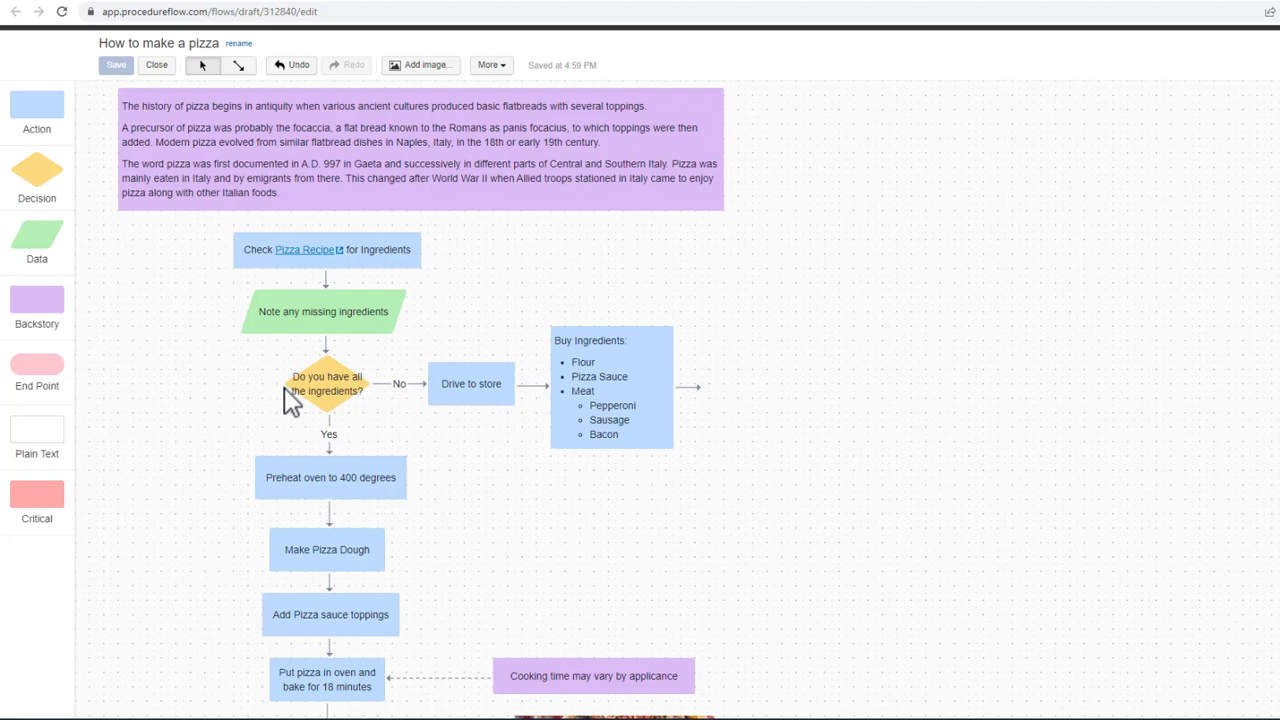 app.procedureflow.com/flows/draft/312840/edit
How to make a pizza rename
Save Close Undo Redo Add image... More Saved at 4:59 PM
Action
Decision
Data
Backstory
End Point
Plain Text
Critical
The history of pizza begins in antiquity when various ancient cultures produced basic flatbreads with several toppings.
A precursor of pizza was probably the focaccia, a flat bread known to the Romans as panis focacius, to which toppings were then
added. Modern pizza evolved from similar flatbread dishes in Naples, Italy, in the 18th or early 19th century.
The word pizza was first documented in A.D. 997 in Gaeta and successively in different parts of Central and Southern Italy. Pizza was
mainly eaten in Italy and by emigrants from there. This changed after World War II when Allied troops stationed in Italy came to enjoy
pizza along with other Italian foods.
Check Pizza Recipe for Ingredients
Note any missing ingredients
Do you have all
the ingredients?
No
Drive to store
Buy Ingredients:
• Flour
• Pizza Sauce
• Meat
◦ Pepperoni
◦ Sausage
◦ Bacon
Yes
Preheat oven to 400 degrees
Make Pizza Dough
Add Pizza sauce toppings
Put pizza in oven and
bake for 18 minutes
Cooking time may vary by applicance